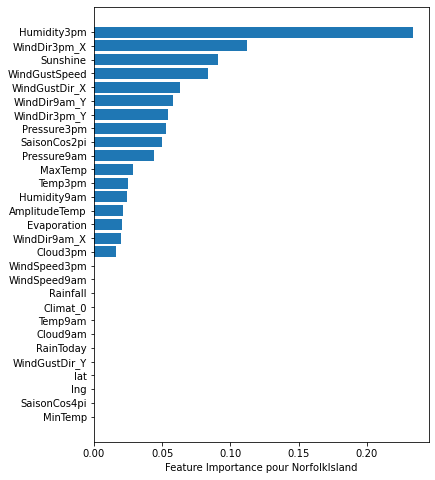 Humidity3pm
WindDir3pm_X
Sunshine
WindGustSpeed
WindGustDir_X
WindDir9am_Y
WindDir3pm_Y
Pressure3pm
SaisonCos2pi
Pressure9am
MaxTemp
Temp3pm
Humidity9am
AmplitudeTemp
Evaporation
WindDir9am_X
Cloud3pm
WindSpeed3pm
WindSpeed9am
Rainfall
Climat_0
Temp9am
Cloud9am
RainToday
WindGustDir_Y
lat
lng
SaisonCos4pi
MinTemp
0.00 0.05 0.10 0.15 0.20
Feature Importance pour NorfolkIsland